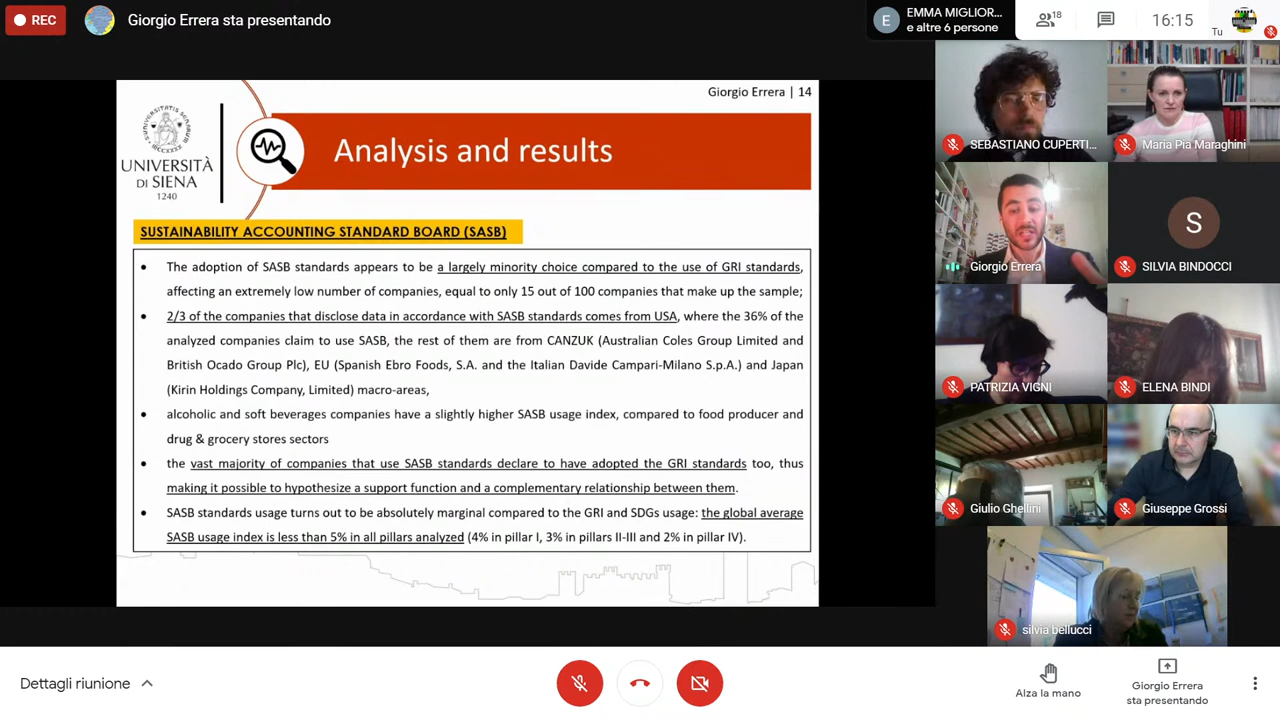 REC
Giorgio Errera sta presentando
E
EMMA MIGLIOR...
e altre 6 persone
18
16:15
Tu
Giorgio Errera | 14
UNIVERSITÀ
DI SIENA
1240
Analysis and results
SUSTAINABILITY ACCOUNTING STANDARD BOARD (SASB)
• The adoption of SASB standards appears to be a largely minority choice compared to the use of GRI standards,
affecting an extremely low number of companies, equal to only 15 out of 100 companies that make up the sample;
• 2/3 of the companies that disclose data in accordance with SASB standards comes from USA, where the 36% of the
analyzed companies claim to use SASB, the rest of them are from CANZUK (Australian Coles Group Limited and
British Ocado Group Plc), EU (Spanish Ebro Foods, S.A. and the Italian Davide Campari-Milano S.p.A.) and Japan
(Kirin Holdings Company, Limited) macro-areas,
• alcoholic and soft beverages companies have a slightly higher SASB usage index, compared to food producer and
drug & grocery stores sectors
• the vast majority of companies that use SASB standards declare to have adopted the GRI standards too, thus
making it possible to hypothesize a support function and a complementary relationship between them.
• SASB standards usage turns out to be absolutely marginal compared to the GRI and SDGs usage: the global average
SASB usage index is less than 5% in all pillars analyzed (4% in pillar I, 3% in pillars II-III and 2% in pillar IV).
SEBASTIANO CUPERTI...
Maria Pia Maraghini
Giorgio Errera
S
SILVIA BINDOCCI
PATRIZIA VIGNI
ELENA BINDI
Giulio Ghellini
Giuseppe Grossi
silvia bellucci
Dettagli riunione
Alza la mano
Giorgio Errera
sta presentando